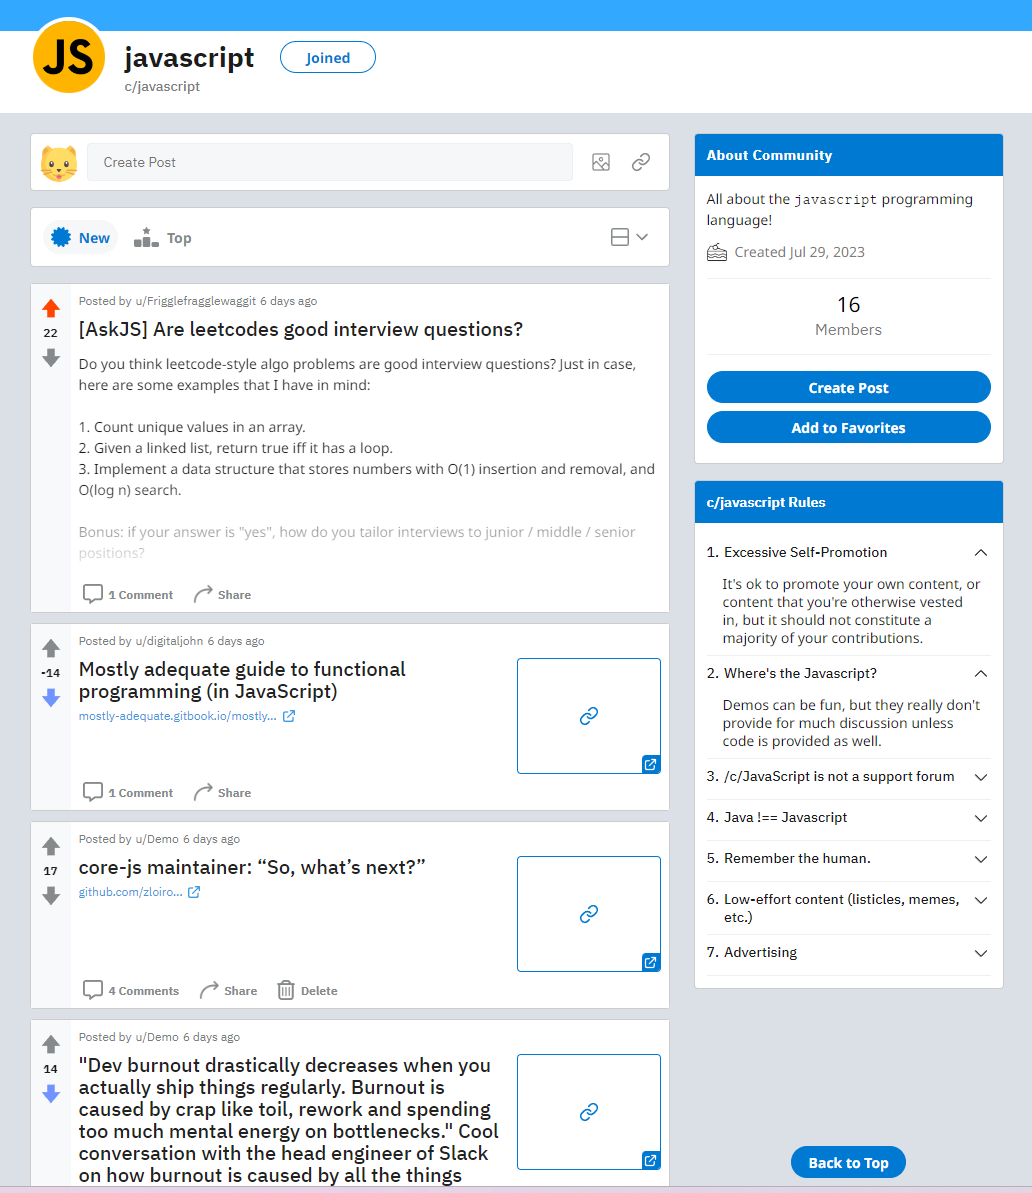 JS
javascript
Joined
c/javascript
Create Post
New
Top
Posted by u/Frigglefragglewaggit 6 days ago
22
[AskJS] Are leetcodes good interview questions?
Do you think leetcode-style algo problems are good interview questions? Just in case,
here are some examples that I have in mind:
1. Count unique values in an array.
2. Given a linked list, return true iff it has a loop.
3. Implement a data structure that stores numbers with O(1) insertion and removal, and
O(log n) search.
Bonus: if your answer is "yes", how do you tailor interviews to junior / middle / senior
positions?
1 Comment
Share
Posted by u/digitaljohn 6 days ago
-14
Mostly adequate guide to functional
programming (in JavaScript)
mostly-adequate.gitbook.io/mostly...
1 Comment
Share
Posted by u/Demo 6 days ago
17
core-js maintainer: “So, what’s next?”
github.com/zloiro...
4 Comments
Share
Delete
Posted by u/Demo 6 days ago
14
"Dev burnout drastically decreases when you
actually ship things regularly. Burnout is
caused by crap like toil, rework and spending
too much mental energy on bottlenecks." Cool
conversation with the head engineer of Slack
on how burnout is caused by all the things
About Community
All about the javascript programming
language!
Created Jul 29, 2023
16
Members
Create Post
Add to Favorites
c/javascript Rules
1. Excessive Self-Promotion
It's ok to promote your own content, or
content that you're otherwise vested
in, but it should not constitute a
majority of your contributions.
2. Where's the Javascript?
Demos can be fun, but they really don't
provide for much discussion unless
code is provided as well.
3. /c/JavaScript is not a support forum
4. Java !== Javascript
5. Remember the human.
6. Low-effort content (listicles, memes,
etc.)
7. Advertising
Back to Top